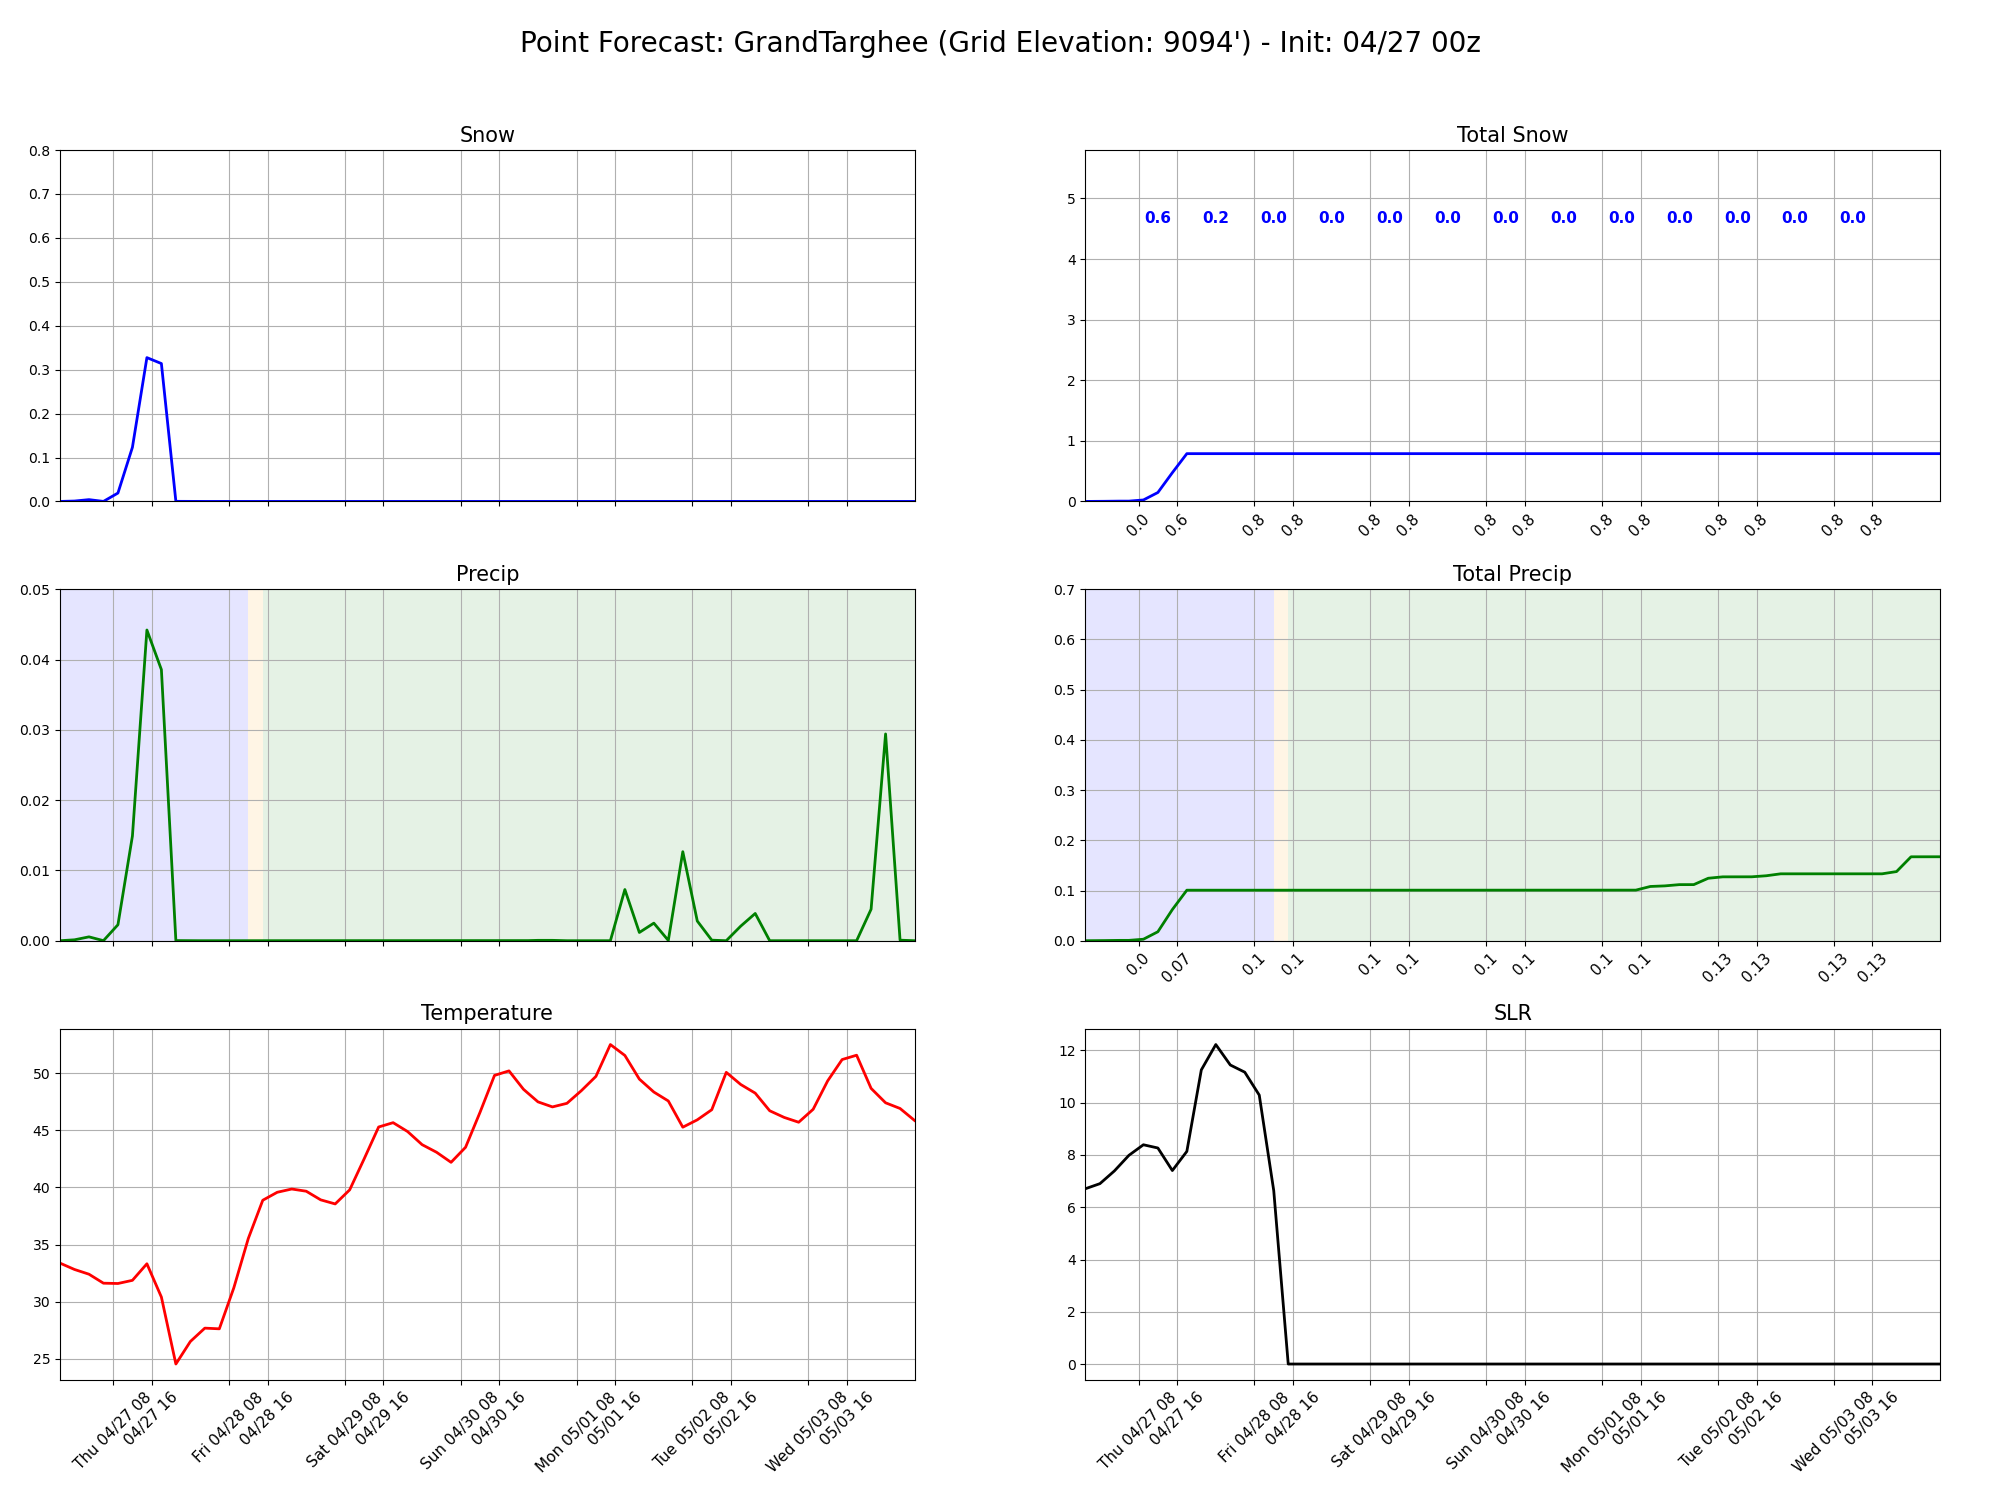 Point Forecast: GrandTarghee (Grid Elevation: 9094') - Init: 04/27 00z
Snow
0.8
0.7
0.6
0.5
0.4
0.3
0.2
0.1
0.0
Total Snow
5
4
3
2
1
0
0.6 0.2 0.0 0.0 0.0 0.0 0.0 0.0 0.0 0.0 0.0 0.0 0.0
0.0 0.6 0.8 0.8 0.8 0.8 0.8 0.8 0.8 0.8 0.8 0.8 0.8 0.8
Precip
0.05
0.04
0.03
0.02
0.01
0.00
Total Precip
0.7
0.6
0.5
0.4
0.3
0.2
0.1
0.0
0.0 0.07 0.1 0.1 0.1 0.1 0.1 0.1 0.1 0.1 0.13 0.13 0.13 0.13
Temperature
50
45
40
35
30
25
Thu 04/27 08
04/27 16
Fri 04/28 08
04/28 16
Sat 04/29 08
04/29 16
Sun 04/30 08
04/30 16
Mon 05/01 08
05/01 16
Tue 05/02 08
05/02 16
Wed 05/03 08
05/03 16
SLR
12
10
8
6
4
2
0
Thu 04/27 08
04/27 16
Fri 04/28 08
04/28 16
Sat 04/29 08
04/29 16
Sun 04/30 08
04/30 16
Mon 05/01 08
05/01 16
Tue 05/02 08
05/02 16
Wed 05/03 08
05/03 16